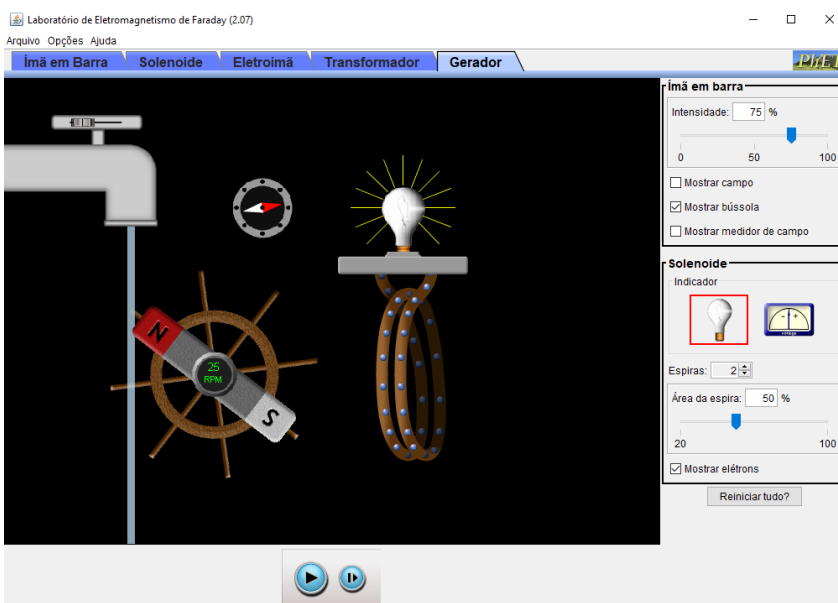 Laboratório de Eletromagnetismo de Faraday (2.07)
Arquivo Opções Ajuda
Ímã em Barra Solenoide Eletroimã Transformador Gerador
PhET
Ímã em barra
Intensidade: 75 %
0 50 100
Mostrar campo
Mostrar bússola
Mostrar medidor de campo
N
25
RPM
S
Solenoide
Indicador
- +
voltage
Espiras: 2
Área da espira: 50 %
20 100
Mostrar elétrons
Reiniciar tudo?